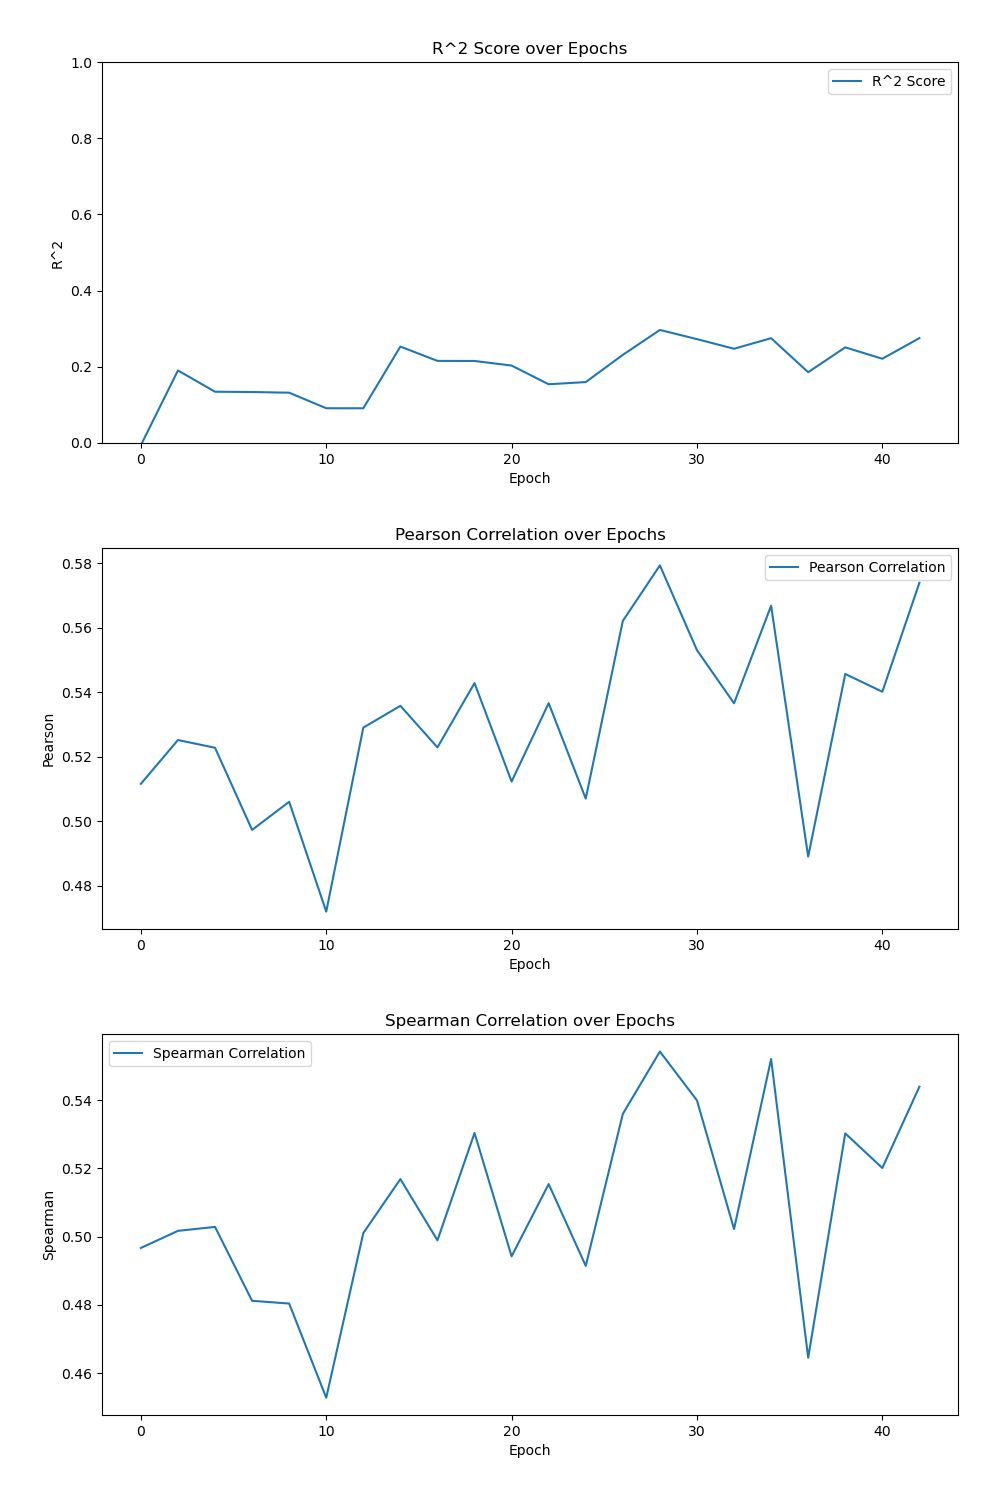 R^2 Score over Epochs
R^2 Score
1.0
0.8
0.6
0.4
0.2
0.0
R^2
0 10 20 30 40
Epoch
Pearson Correlation over Epochs
Pearson Correlation
0.58
0.56
0.54
0.52
0.50
0.48
Pearson
0 10 20 30 40
Epoch
Spearman Correlation over Epochs
Spearman Correlation
0.54
0.52
0.50
0.48
0.46
Spearman
0 10 20 30 40
Epoch